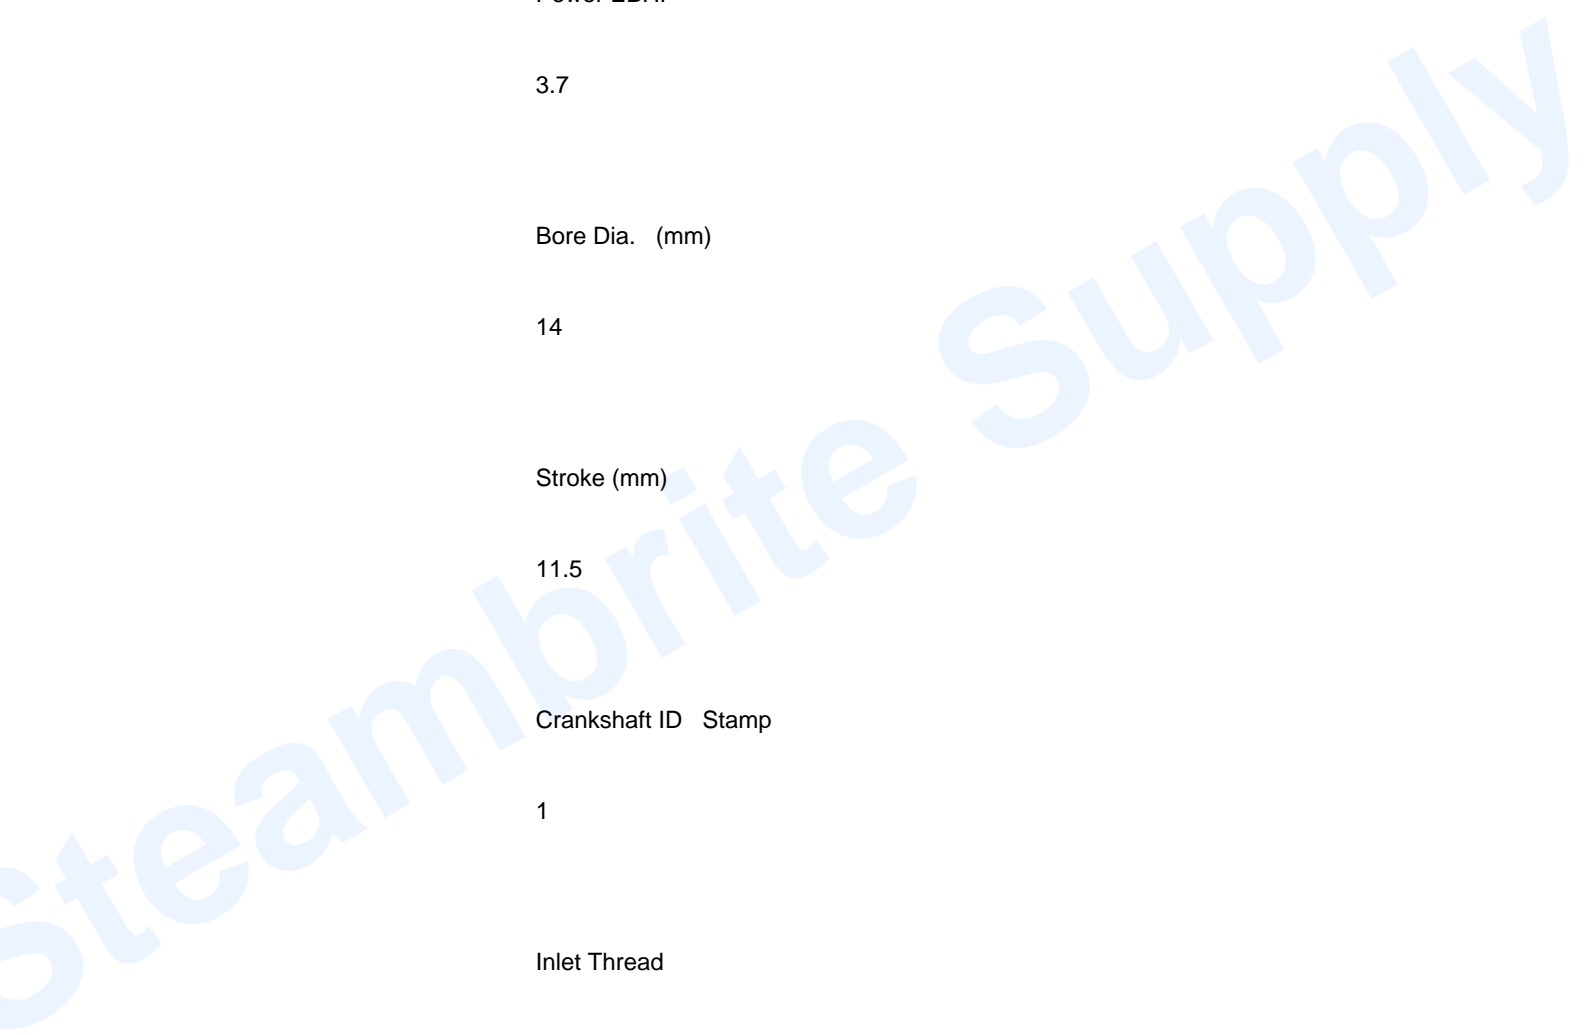 3.7
Bore Dia.   (mm)
14
Stroke (mm)
11.5
Crankshaft ID   Stamp
1
Inlet Thread
Steambrite Supply